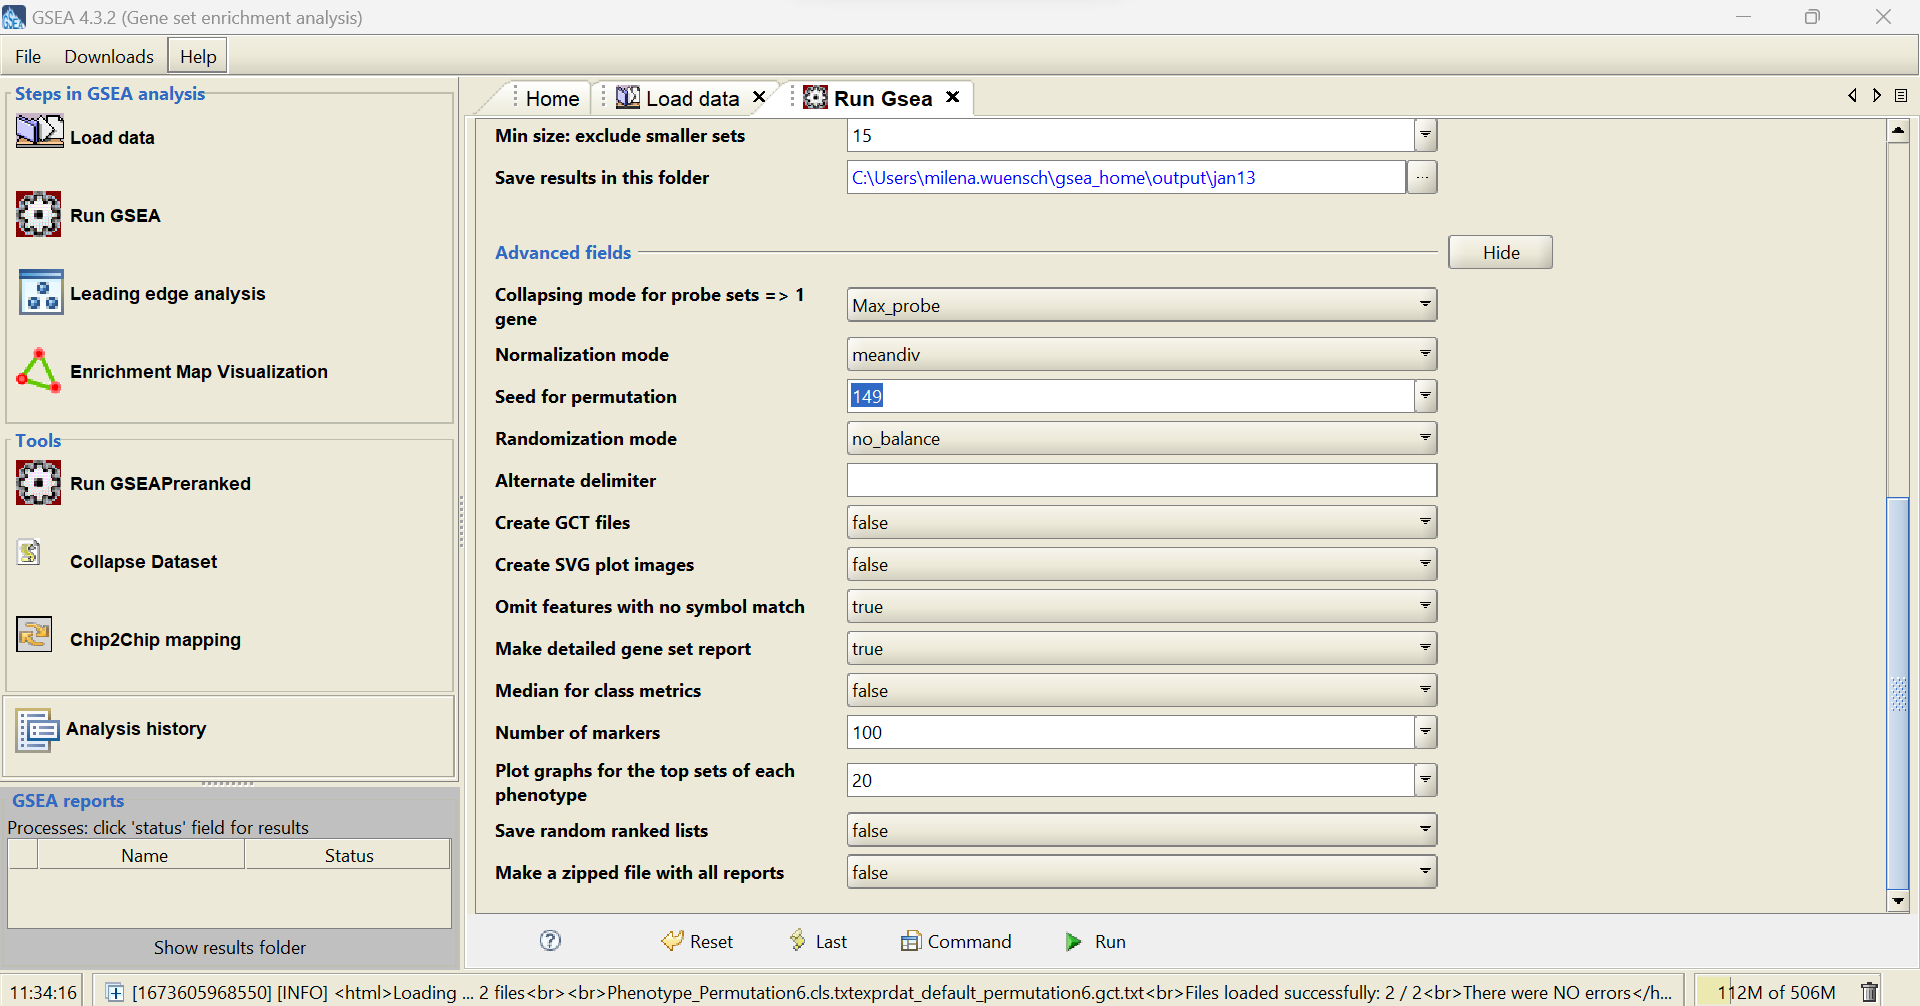 GSEA 4.3.2 (Gene set enrichment analysis)
File Downloads Help
Steps in GSEA analysis
Load data
Run GSEA
Leading edge analysis
Enrichment Map Visualization
Tools
Run GSEAPreranked
Collapse Dataset
Chip2Chip mapping
Analysis history
GSEA reports
Processes: click 'status' field for results
Name Status
Show results folder
Home Load data Run Gsea
Min size: exclude smaller sets 15
Save results in this folder C:\Users\milena.wuensch\gsea_home\output\jan13 ...
Advanced fields Hide
Collapsing mode for probe sets => 1
gene Max_probe
Normalization mode meandiv
Seed for permutation 149
Randomization mode no_balance
Alternate delimiter
Create GCT files false
Create SVG plot images false
Omit features with no symbol match true
Make detailed gene set report true
Median for class metrics false
Number of markers 100
Plot graphs for the top sets of each
phenotype 20
Save random ranked lists false
Make a zipped file with all reports false
? Reset Last Command Run
11:34:16 [1673605968550] [INFO] <html>Loading ... 2 files<br><br>Phenotype_Permutation6.cls.txtexprdat_default_permutation6.gct.txt<br>Files loaded successfully: 2 / 2<br>There were NO errors</h... 112M of 506M